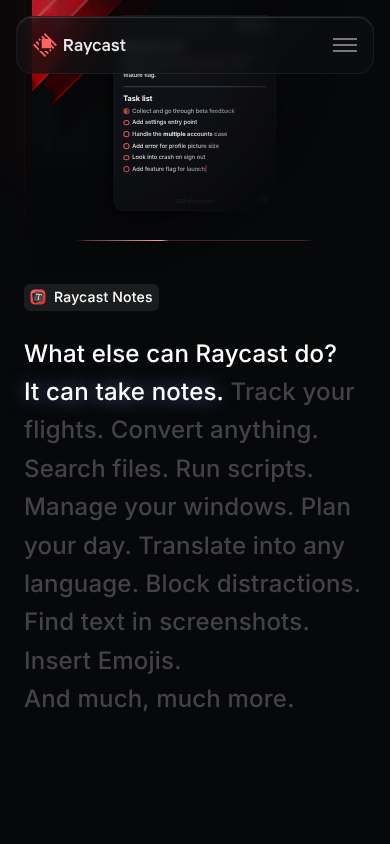 Raycast
feature flag.
Task list
Collect and go through beta feedback
Add settings entry point
Handle the multiple accounts case
Add error for profile picture size
Look into crash on sign out
Add feature flag for launch
Raycast Notes
What else can Raycast do?
It can take notes. Track your
flights. Convert anything.
Search files. Run scripts.
Manage your windows. Plan
your day. Translate into any
language. Block distractions.
Find text in screenshots.
Insert Emojis.
And much, much more.